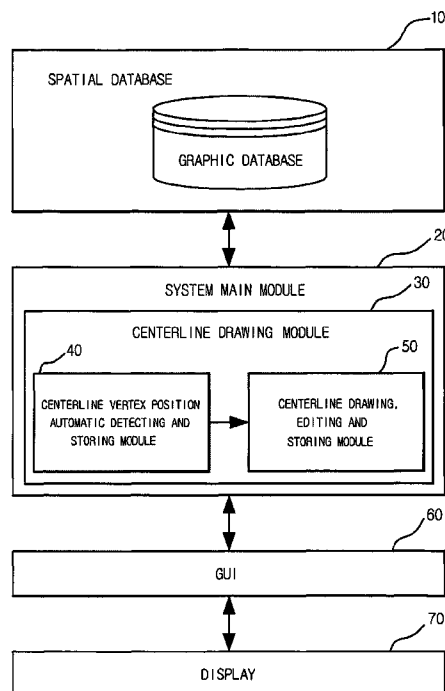 10
SPATIAL DATABASE
GRAPHIC DATABASE
20
SYSTEM MAIN MODULE
30
CENTERLINE DRAWING MODULE
40
50
CENTERLINE VERTEX POSITION
AUTOMATIC DETECTING AND
STORING MODULE
CENTERLINE DRAWING,
EDITING AND
STORING MODULE
60
GUI
70
DISPLAY